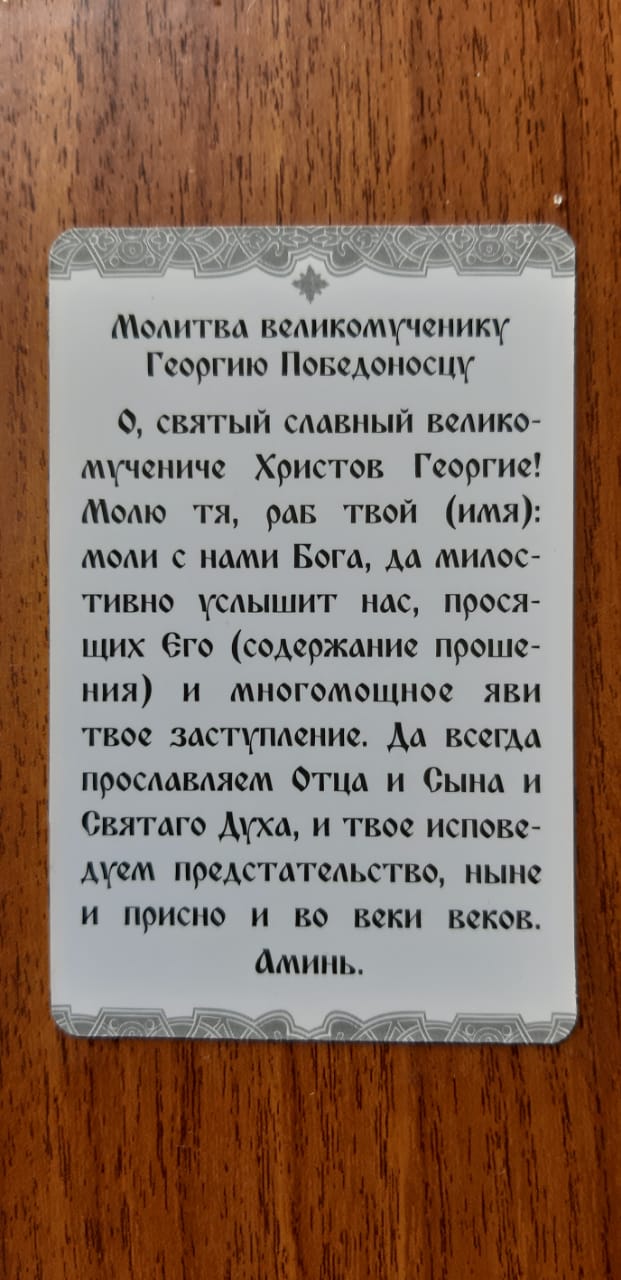 Молитва великомученику
Георгию Победоносцу
О, святый славный велико-
мучениче Христов Георгие!
Молю тя, раб твой (имя):
моли с нами Бога, да милос-
тивно услышит нас, прося-
щих Его (содержание проше-
ния) и многомощное яви
твое заступление. Да всегда
прославляем Отца и Сына и
Святаго Духа, и твое испове-
дуем предстательство, ныне
и присно и во веки веков.
Аминь.